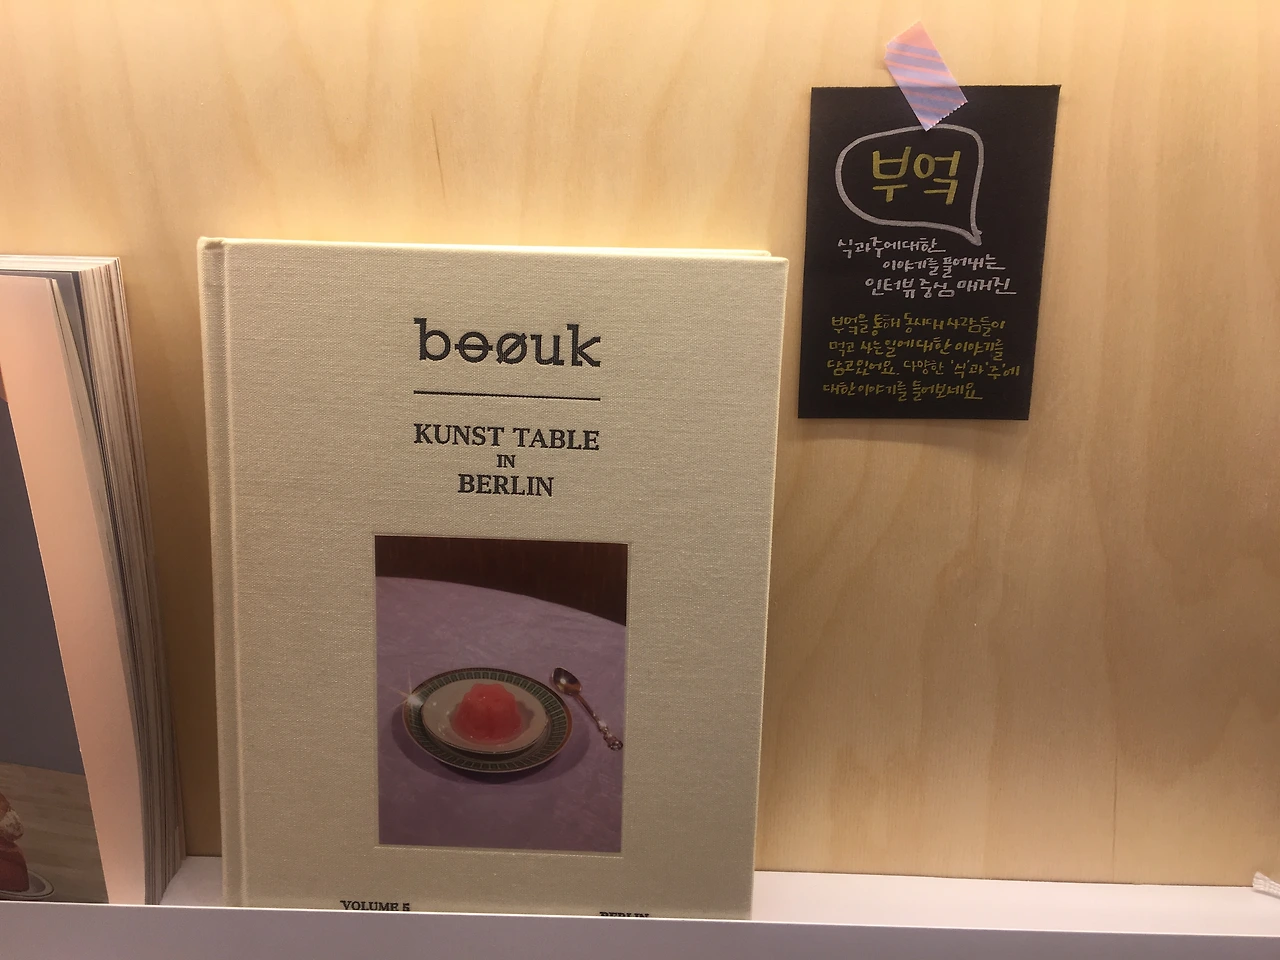 beøuk
KUNST TABLE
IN
BERLIN
VOLUME 5
BERLIN
부엌
식과주에대한
이야기를 풀어내는
인터뷰중심 매거진
부엌을 통해 동시대 사람들이
먹고 사는일에대한 이야기를
담고있어요. 다양한 '식'과 '주'에
대한이야기를 들어보세요